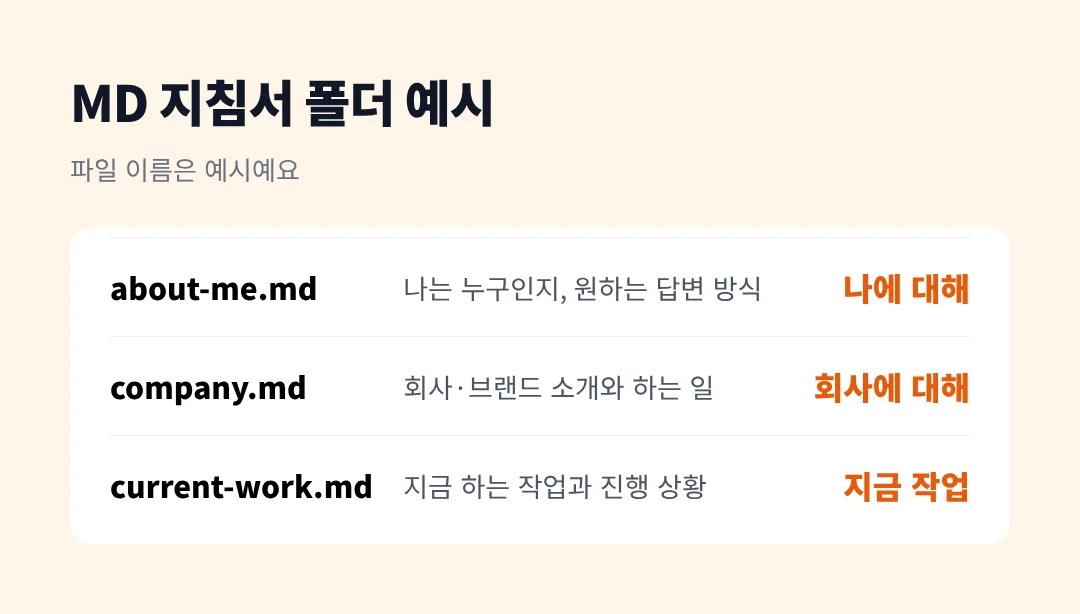 MD 지침서 폴더 예시
파일 이름은 예시예요
about-me.md 나는 누구인지, 원하는 답변 방식 나에 대해
company.md 회사·브랜드 소개와 하는 일 회사에 대해
current-work.md 지금 하는 작업과 진행 상황 지금 작업